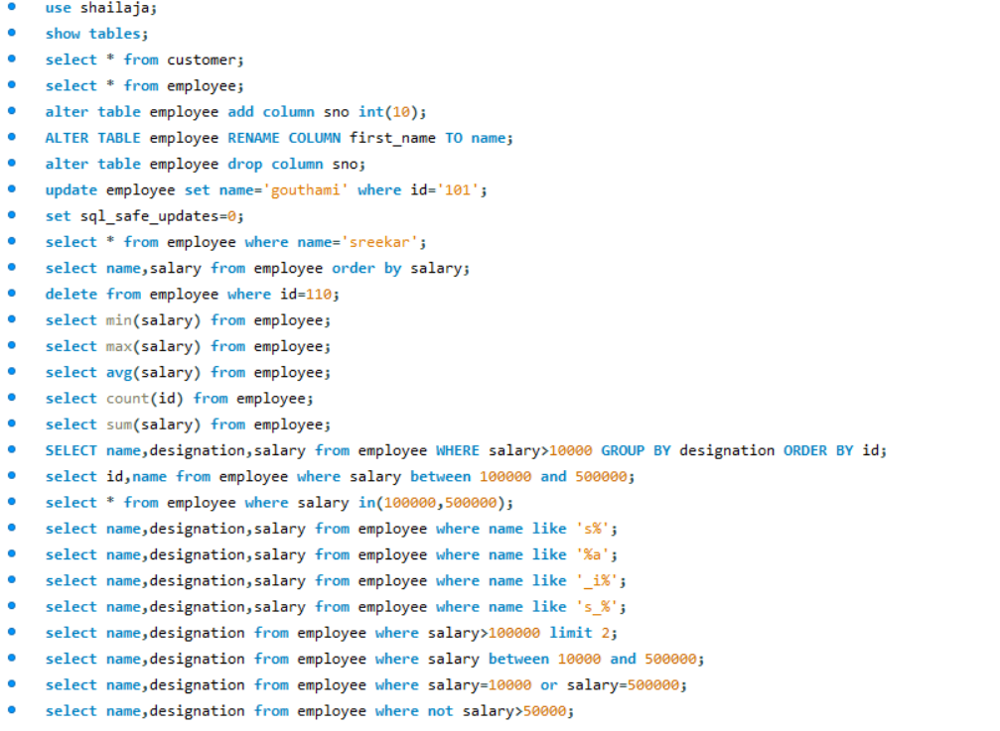 use shailaja;
show tables;
select * from customer;
select * from employee;
alter table employee add column sno int(10);
ALTER TABLE employee RENAME COLUMN first_name TO name;
alter table employee drop column sno;
update employee set name='gouthami' where id='101';
set sql_safe_updates=0;
select * from employee where name='sreekar';
select name,salary from employee order by salary;
delete from employee where id=110;
select min(salary) from employee;
select max(salary) from employee;
select avg(salary) from employee;
select count(id) from employee;
select sum(salary) from employee;
SELECT name,designation,salary from employee WHERE salary>10000 GROUP BY designation ORDER BY id;
select id,name from employee where salary between 100000 and 500000;
select * from employee where salary in(100000,500000);
select name,designation,salary from employee where name like 's%';
select name,designation,salary from employee where name like '%a';
select name,designation,salary from employee where name like '_i%';
select name,designation,salary from employee where name like 's_%';
select name,designation from employee where salary>100000 limit 2;
select name,designation from employee where salary between 10000 and 500000;
select name,designation from employee where salary=10000 or salary=500000;
select name,designation from employee where not salary>50000;